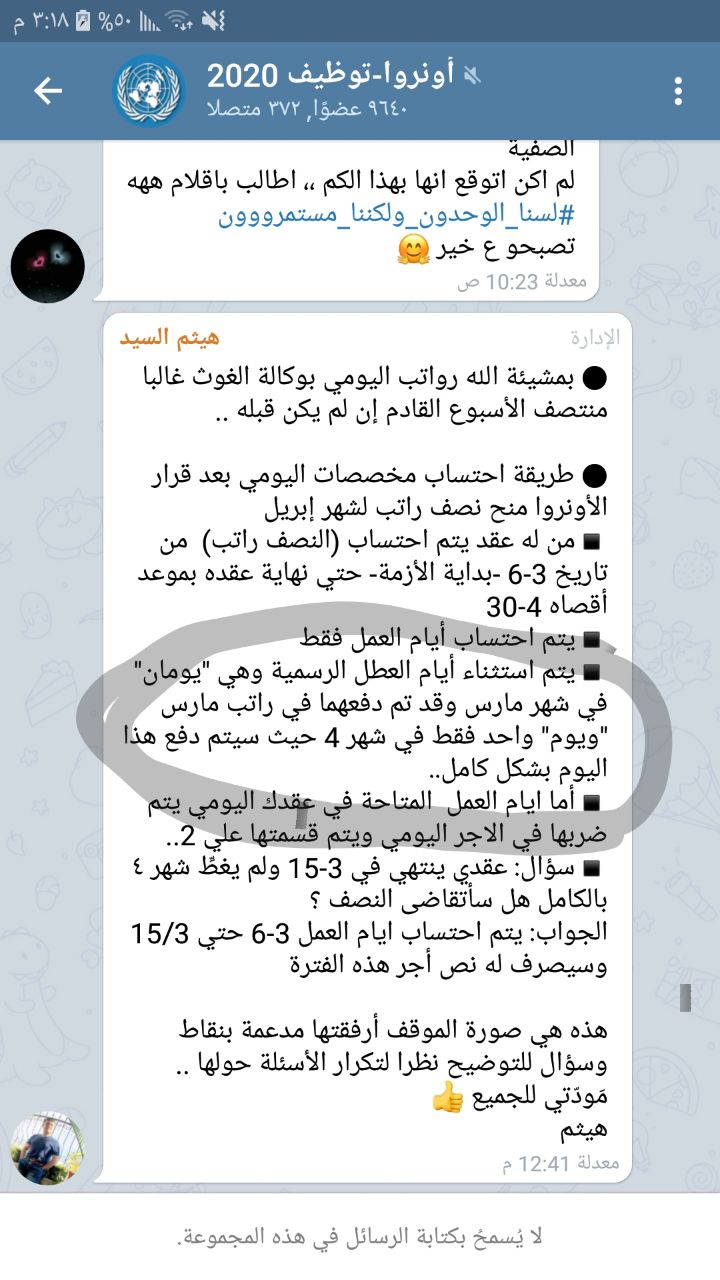 ٣:١٨ م %٥٠
أونروا-توظيف 2020
٩٦٤٠ عضوًا, ٣٧٢ متصلا
الصفية
لم اكن اتوقع انها بهذا الكم ،، اطالب باقلام ههه
#لسنا_الوحدون_ولكننا_مستمرووون
تصبحو ع خير 🤗
معدلة 10:23 ص
هيثم السيد
الإدارة
⚫ بمشيئة الله رواتب اليومي بوكالة الغوث غالبا
منتصف الأسبوع القادم إن لم يكن قبله ..
⚫ طريقة احتساب مخصصات اليومي بعد قرار
الأونروا منح نصف راتب لشهر إبريل
◾ من له عقد يتم احتساب (النصف راتب) من
تاريخ 3-6 -بداية الأزمة- حتي نهاية عقده بموعد
أقصاه 4-30
◾ يتم احتساب أيام العمل فقط
◾ يتم استثناء أيام العطل الرسمية وهي "يومان"
في شهر مارس وقد تم دفعهما في راتب مارس
"ويوم" واحد فقط في شهر 4 حيث سيتم دفع هذا
اليوم بشكل كامل..
◾ أما ايام العمل المتاحة في عقدك اليومي يتم
ضربها في الاجر اليومي ويتم قسمتها علي 2..
◾ سؤال: عقدي ينتهي في 3-15 ولم يغطِّ شهر ٤
بالكامل هل سأتقاضى النصف ؟
الجواب: يتم احتساب ايام العمل 3-6 حتي 15/3
وسيصرف له نص أجر هذه الفترة
هذه هي صورة الموقف أرفقتها مدعمة بنقاط
وسؤال للتوضيح نظرا لتكرار الأسئلة حولها ..
مَودّتي للجميع 👍
هيثم
معدلة 12:41 م
لا يُسمحُ بكتابة الرسائل في هذه المجموعة.